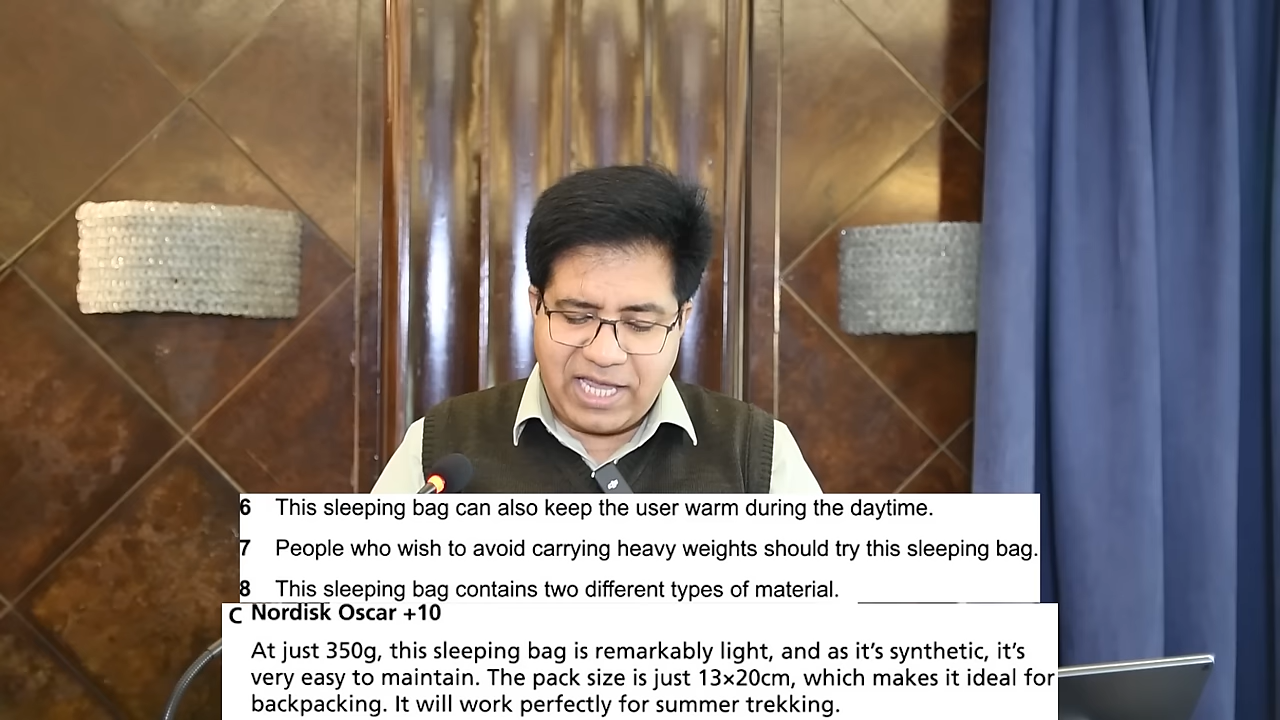 6 This sleeping bag can also keep the user warm during the daytime.
7 People who wish to avoid carrying heavy weights should try this sleeping bag.
8 This sleeping bag contains two different types of material.
C Nordisk Oscar +10
At just 350g, this sleeping bag is remarkably light, and as it's synthetic, it's
very easy to maintain. The pack size is just 13×20cm, which makes it ideal for
backpacking. It will work perfectly for summer trekking.